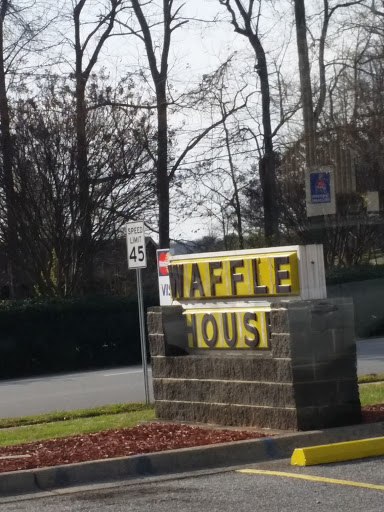 SPEED
LIMIT
45
WAFFLE
HOUSE